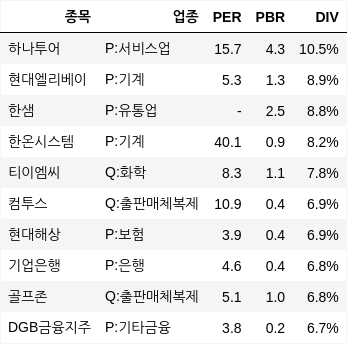 종목 업종 PER PBR DIV
하나투어 P:서비스업 15.7 4.3 10.5%
현대엘리베이 P:기계 5.3 1.3 8.9%
한샘 P:유통업 - 2.5 8.8%
한온시스템 P:기계 40.1 0.9 8.2%
티이엠씨 Q:화학 8.3 1.1 7.8%
컴투스 Q:출판매체복제 10.9 0.4 6.9%
현대해상 P:보험 3.9 0.4 6.9%
기업은행 P:은행 4.6 0.4 6.8%
골프존 Q:출판매체복제 5.1 1.0 6.8%
DGB금융지주 P:기타금융 3.8 0.2 6.7%